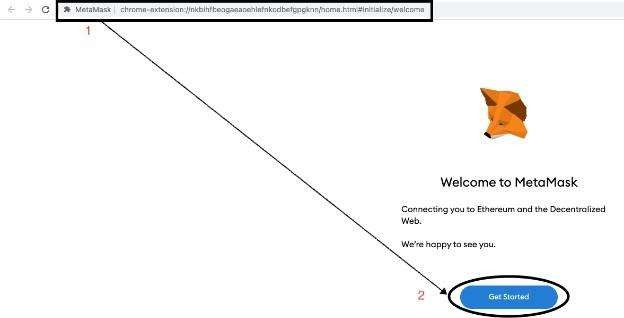 MetaMask chrome-extension://nkbihfbeogaeaoehlefnkodbefgpgknn/home.html#initialize/welcome
1
Welcome to MetaMask
Connecting you to Ethereum and the Decentralized
Web.
We're happy to see you.
2
Get Started